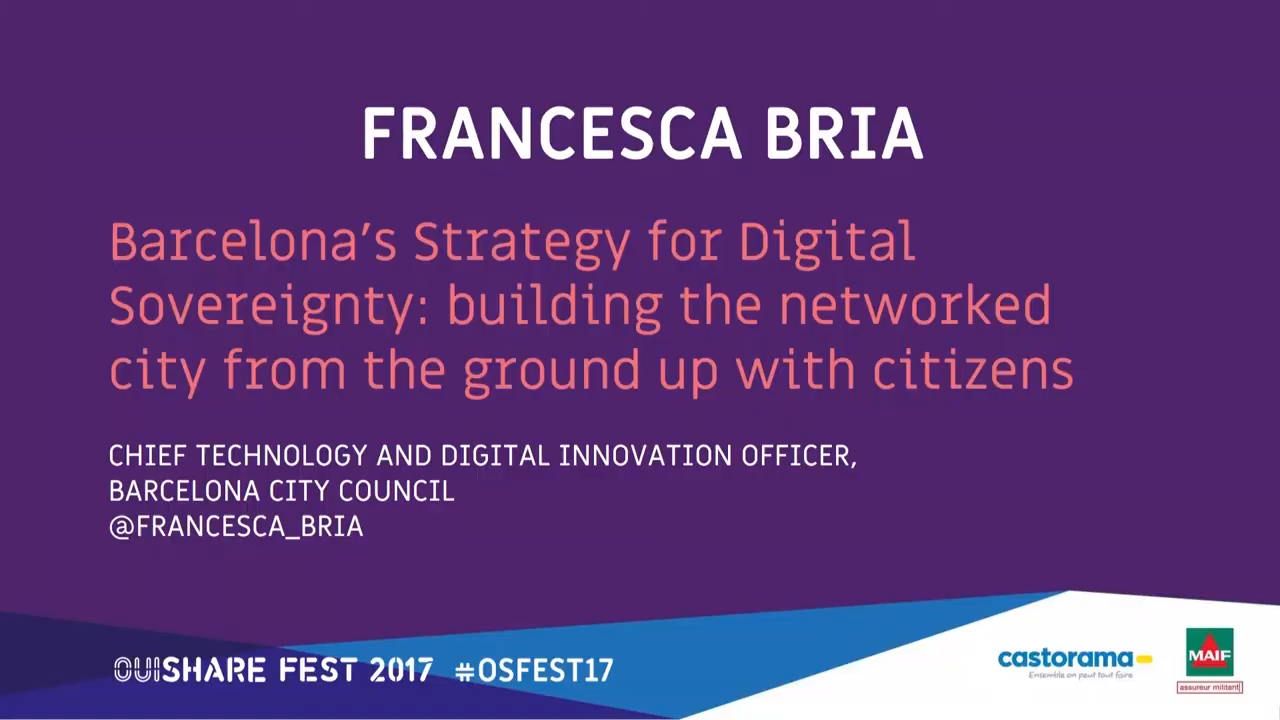 FRANCESCA BRIA
Barcelona's Strategy for Digital
Sovereignty: building the networked
city from the ground up with citizens
CHIEF TECHNOLOGY AND DIGITAL INNOVATION OFFICER,
BARCELONA CITY COUNCIL
@FRANCESCA_BRIA
OUISHARE FEST 2017 #OSFEST17
castorama
Ensemble on peut tout faire
MAIF
assureur militant